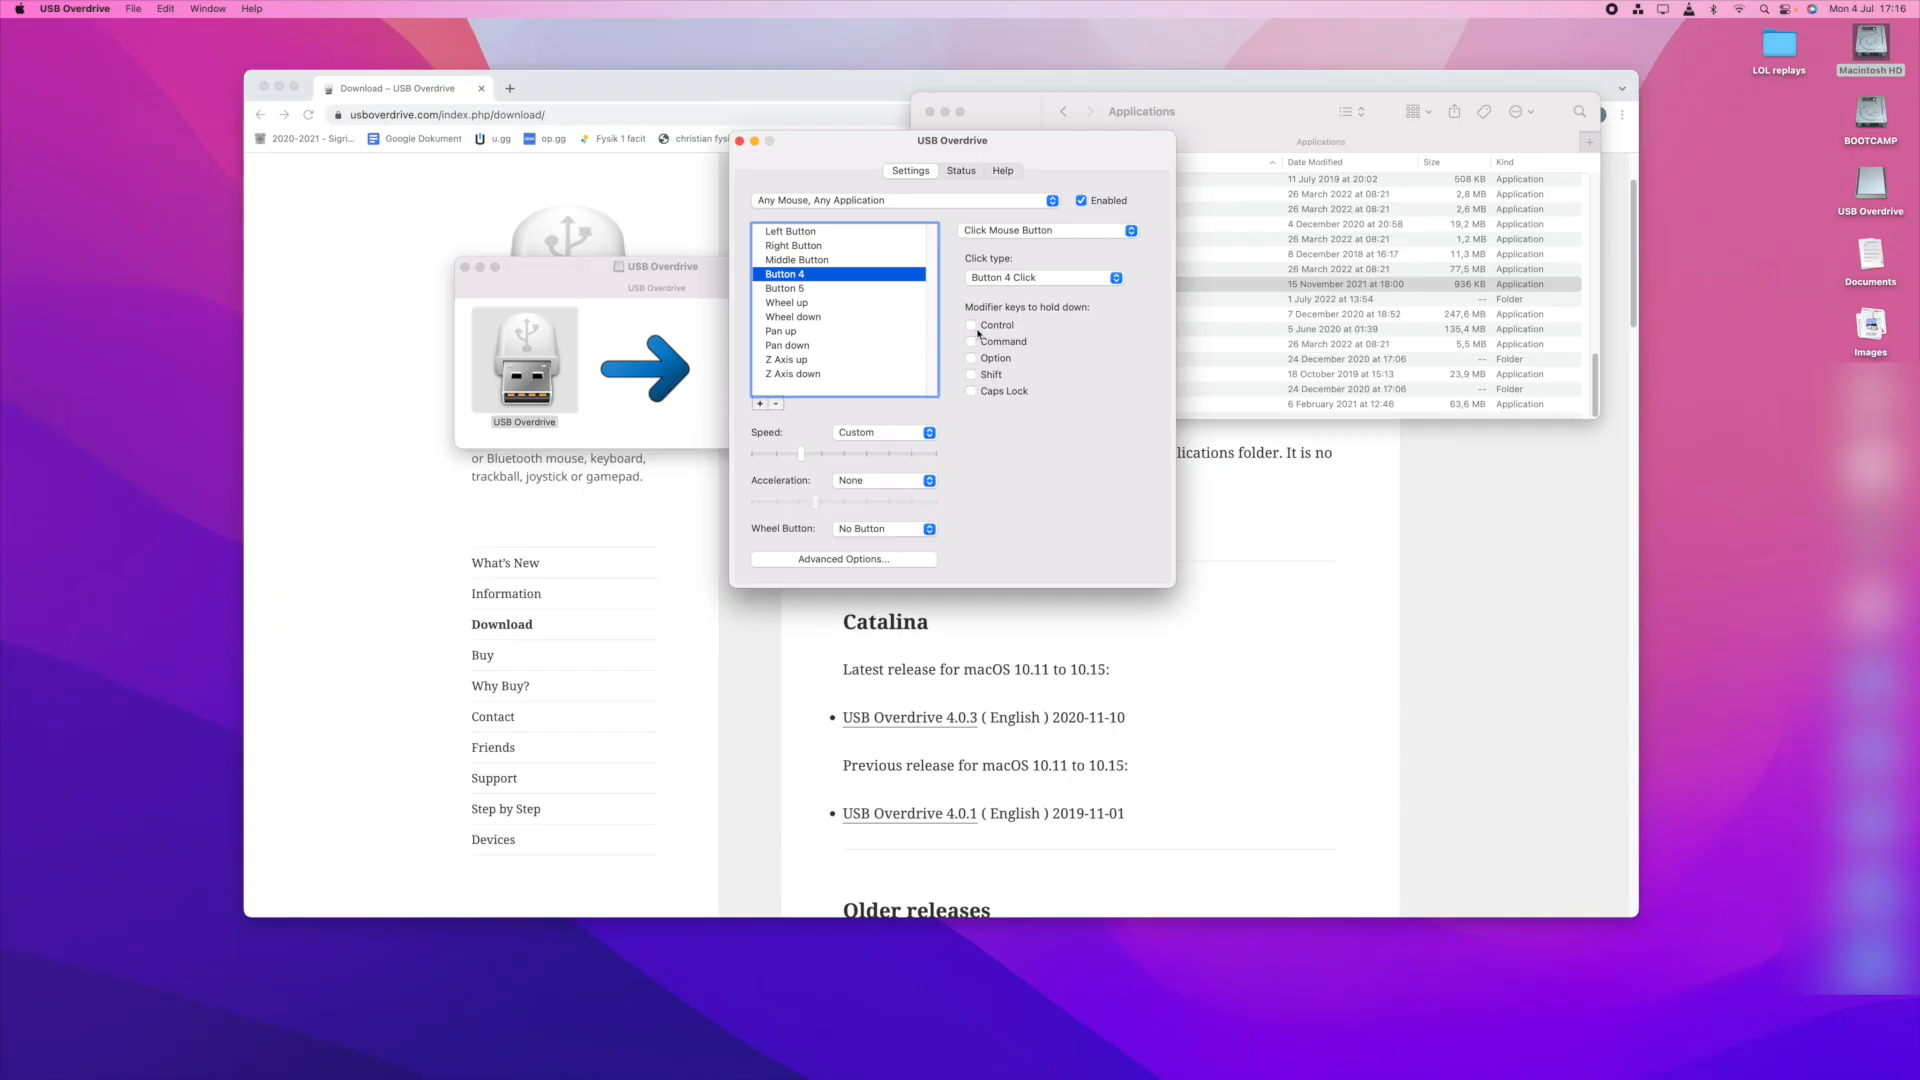 USB Overdrive File Edit Window Help
Mon 4 Jul 17:16
LOL replays
Macintosh HD
BOOTCAMP
USB Overdrive
Documents
Images
Download – USB Overdrive
usboverdrive.com/index.php/download/
2020-2021 - Sigri... Google Dokument u.gg op.gg Fysik 1 facit christian fys
Applications
Applications
Date Modified Size Kind
11 July 2019 at 20:02 508 KB Application
26 March 2022 at 08:21 2,8 MB Application
26 March 2022 at 08:21 2,6 MB Application
4 December 2020 at 20:58 19,2 MB Application
26 March 2022 at 08:21 1,2 MB Application
8 December 2018 at 16:17 11,3 MB Application
26 March 2022 at 08:21 77,5 MB Application
15 November 2021 at 18:00 936 KB Application
1 July 2022 at 13:54 -- Folder
7 December 2020 at 18:52 247,6 MB Application
5 June 2020 at 01:39 135,4 MB Application
26 March 2022 at 08:21 5,5 MB Application
24 December 2020 at 17:06 -- Folder
18 October 2019 at 15:13 23,9 MB Application
24 December 2020 at 17:06 -- Folder
6 February 2021 at 12:46 63,6 MB Application
USB Overdrive
USB Overdrive
USB Overdrive
USB Overdrive
Settings Status Help
Any Mouse, Any Application
Enabled
Left Button
Right Button
Middle Button
Button 4
Button 5
Wheel up
Wheel down
Pan up
Pan down
Z Axis up
Z Axis down
+ -
Click Mouse Button
Click type:
Button 4 Click
Modifier keys to hold down:
Control
Command
Option
Shift
Caps Lock
Speed: Custom
Acceleration: None
Wheel Button: No Button
Advanced Options...
or Bluetooth mouse, keyboard,
trackball, joystick or gamepad.
What's New
Information
Download
Buy
Why Buy?
Contact
Friends
Support
Step by Step
Devices
lications folder. It is no
Catalina
Latest release for macOS 10.11 to 10.15:
• USB Overdrive 4.0.3 ( English ) 2020-11-10
Previous release for macOS 10.11 to 10.15:
• USB Overdrive 4.0.1 ( English ) 2019-11-01
Older releases